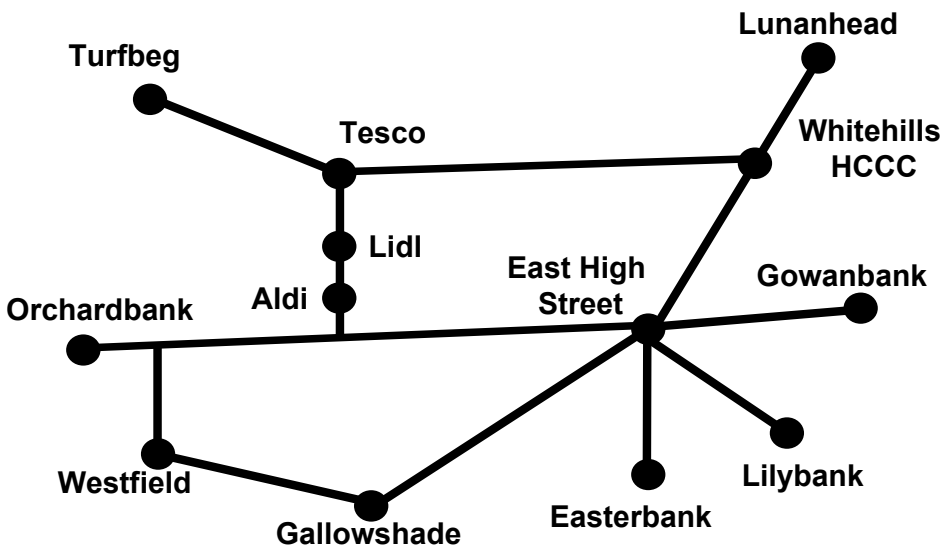 Lunanhead
Turfbeg
Tesco
Whitehills
HCCC
Lidl
East High
Street
Gowanbank
Aldi
Orchardbank
Westfield
Lilybank
Easterbank
Gallowshade